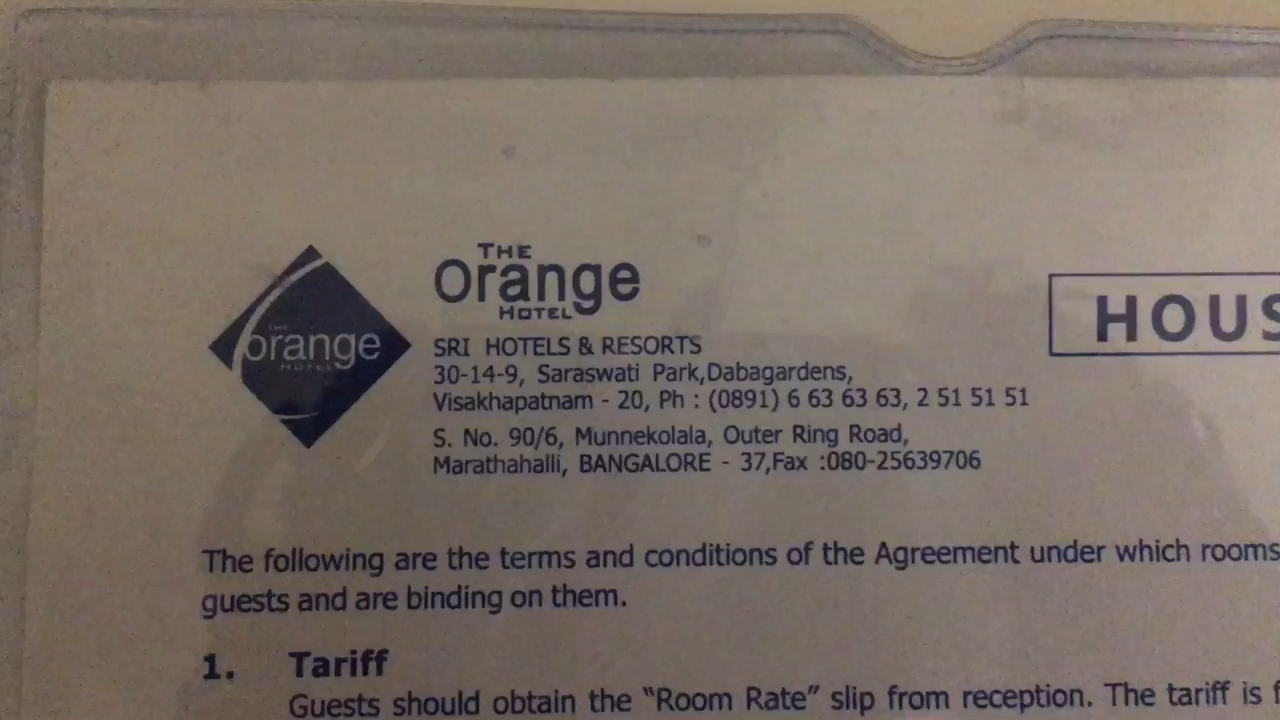 THE
orange
HOTEL
THE
Orange
HOTEL
SRI HOTELS & RESORTS
30-14-9, Saraswati Park,Dabagardens,
Visakhapatnam - 20, Ph : (0891) 6 63 63 63, 2 51 51 51
S. No. 90/6, Munnekolala, Outer Ring Road,
Marathahalli, BANGALORE - 37,Fax :080-25639706
HOUS
The following are the terms and conditions of the Agreement under which rooms
guests and are binding on them.
1. Tariff
Guests should obtain the “Room Rate” slip from reception. The tariff is f